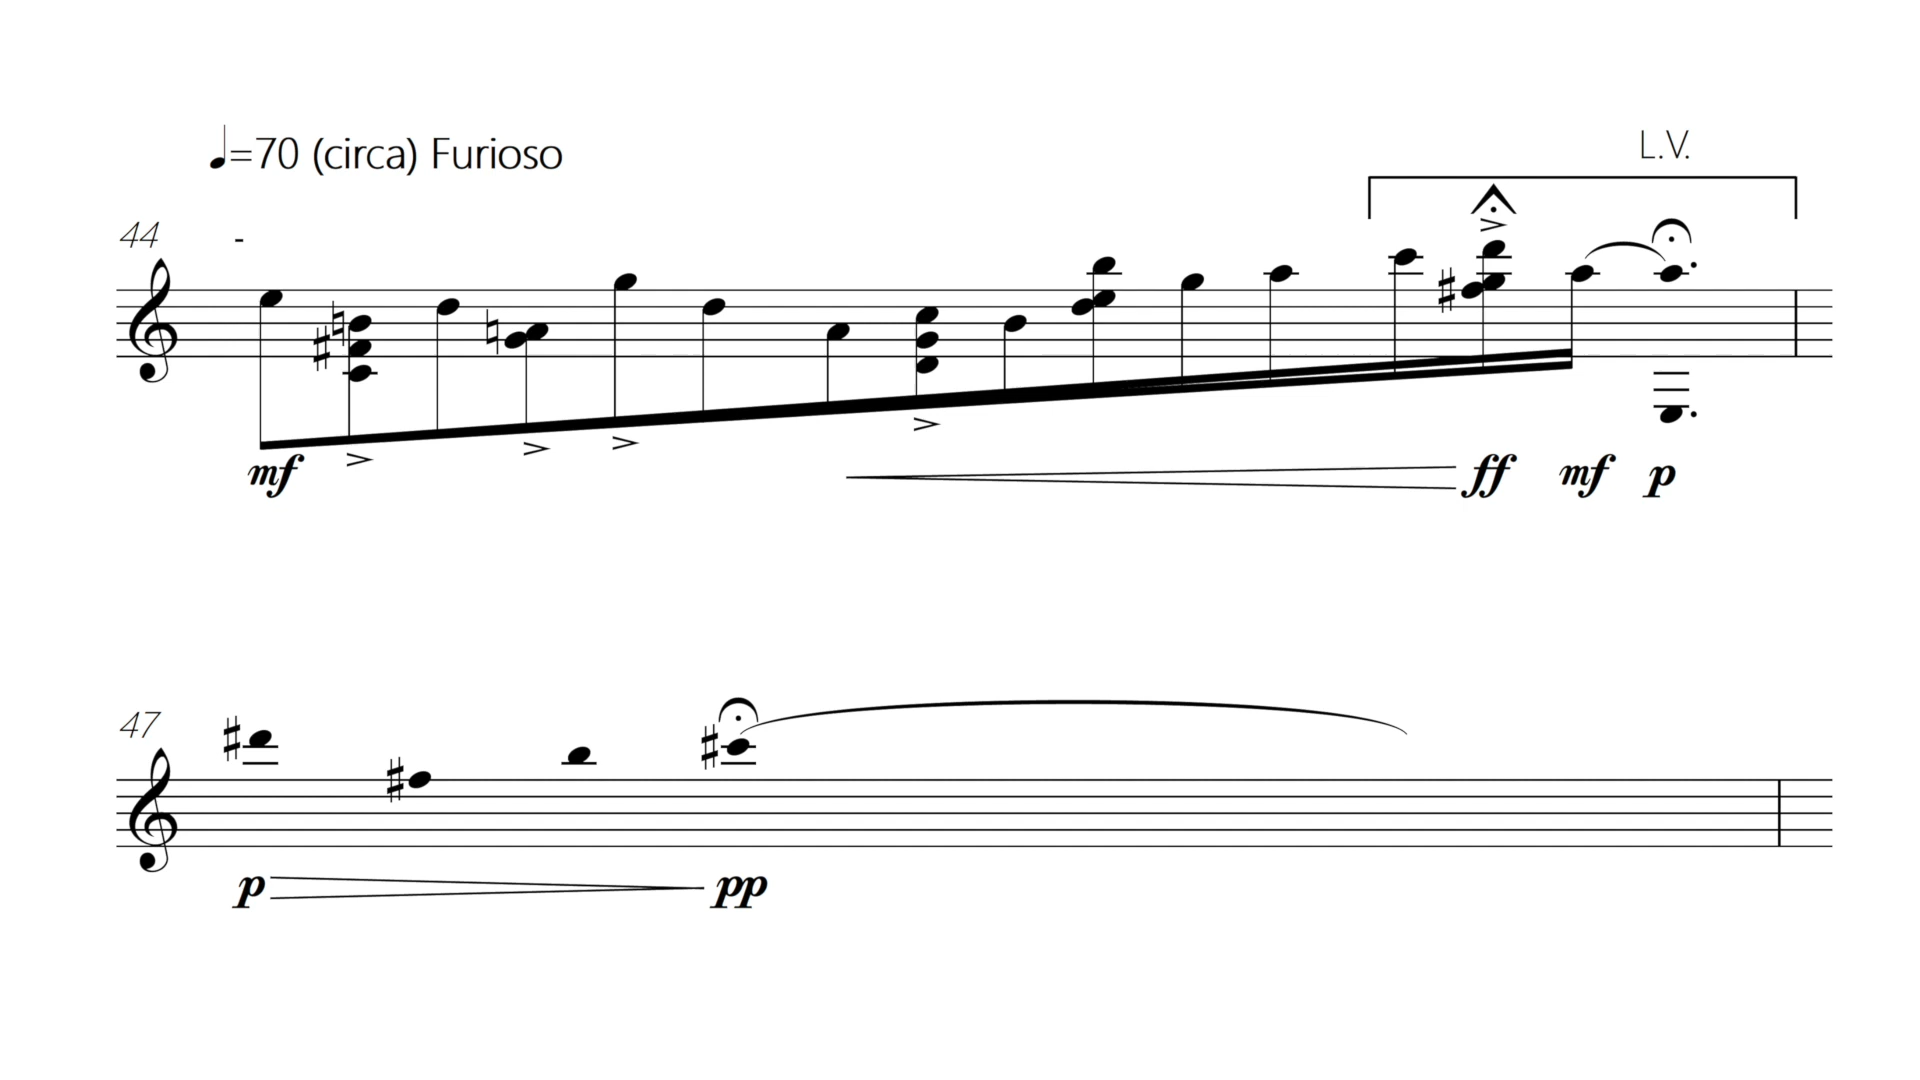 ♩=70 (circa) Furioso
L.V.
44
-
mf ff mf p
47
p pp